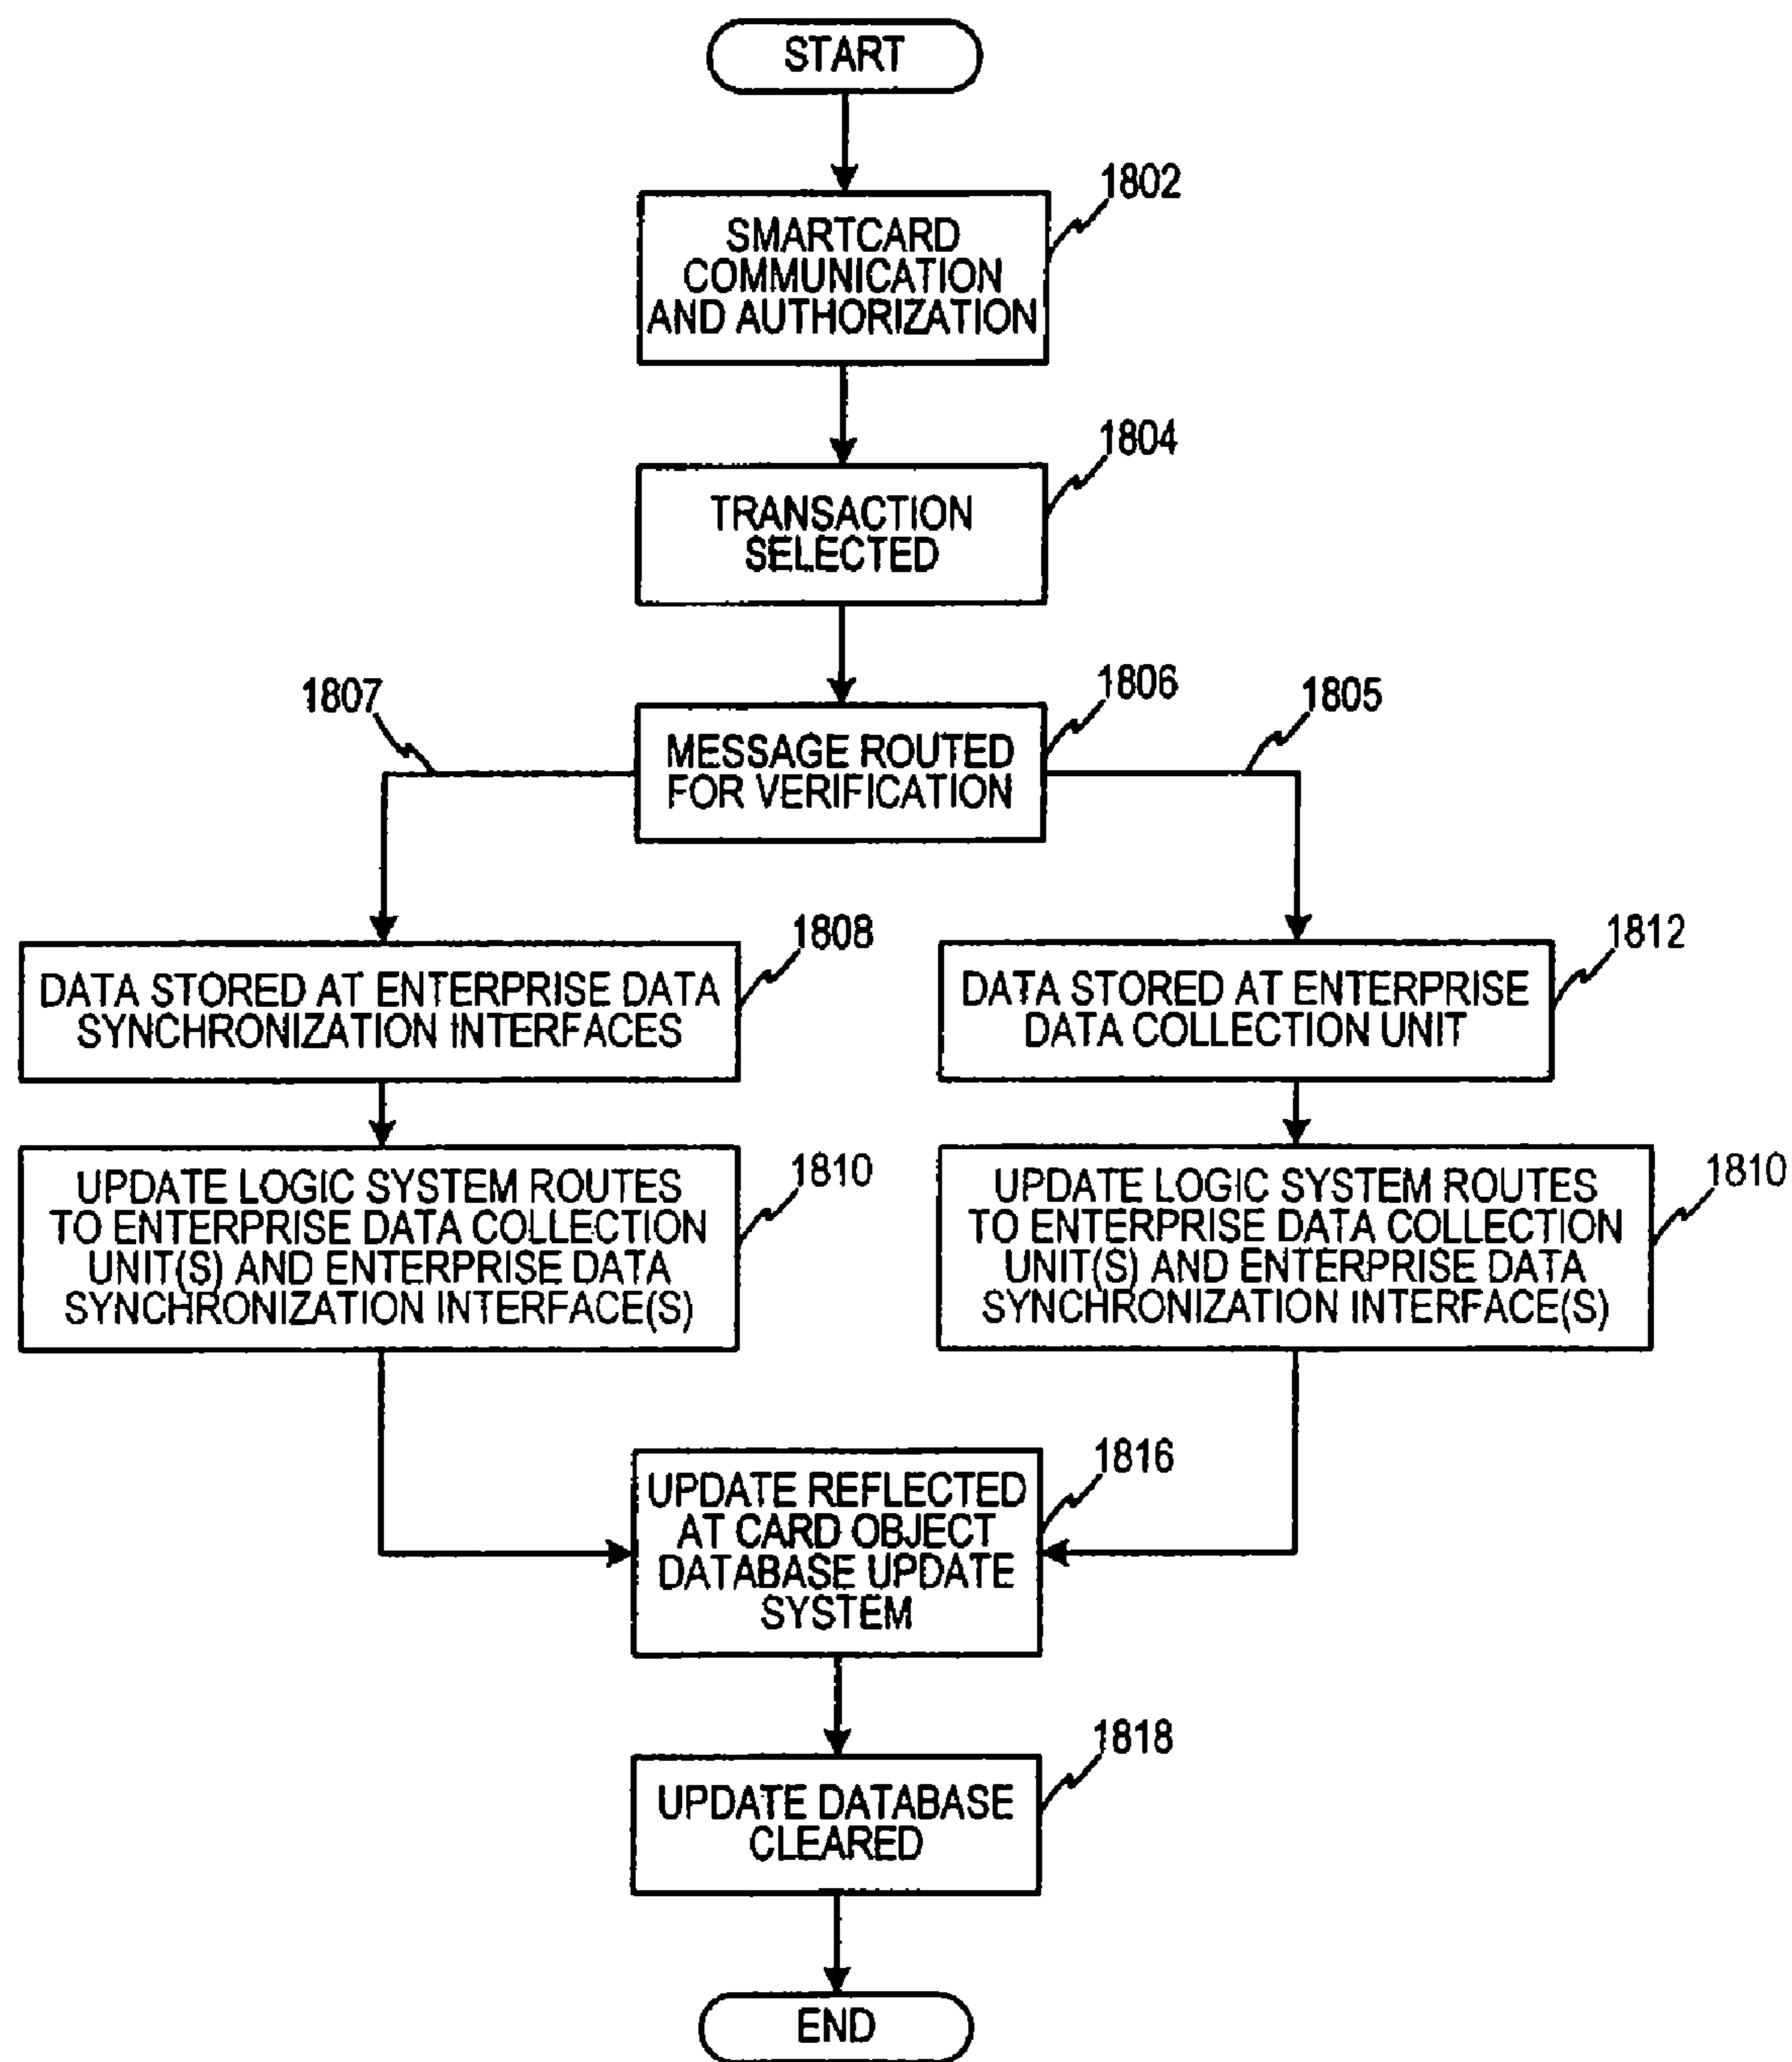 START
1802
SMARTCARD
COMMUNICATION
AND AUTHORIZATION
1804
TRANSACTION
SELECTED
1807
1806
1805
MESSAGE ROUTED
FOR VERIFICATION
1808
DATA STORED AT ENTERPRISE DATA
SYNCHRONIZATION INTERFACES
1812
DATA STORED AT ENTERPRISE
DATA COLLECTION UNIT
1810
UPDATE LOGIC SYSTEM ROUTES
TO ENTERPRISE DATA COLLECTION
UNIT(S) AND ENTERPRISE DATA
SYNCHRONIZATION INTERFACE(S)
1810
UPDATE LOGIC SYSTEM ROUTES
TO ENTERPRISE DATA COLLECTION
UNIT(S) AND ENTERPRISE DATA
SYNCHRONIZATION INTERFACE(S)
1816
UPDATE REFLECTED
AT CARD OBJECT
DATABASE UPDATE
SYSTEM
1818
UPDATE DATABASE
CLEARED
END